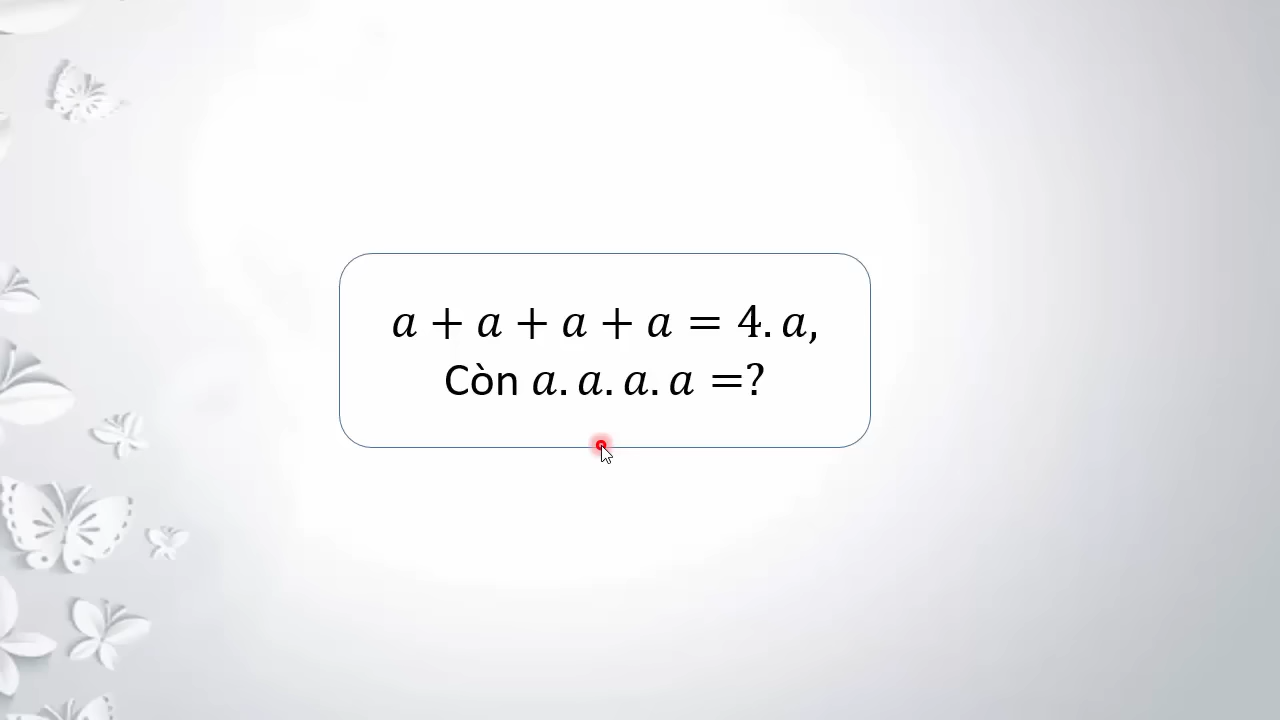 a + a + a + a = 4. a,
Còn a. a. a. a =?